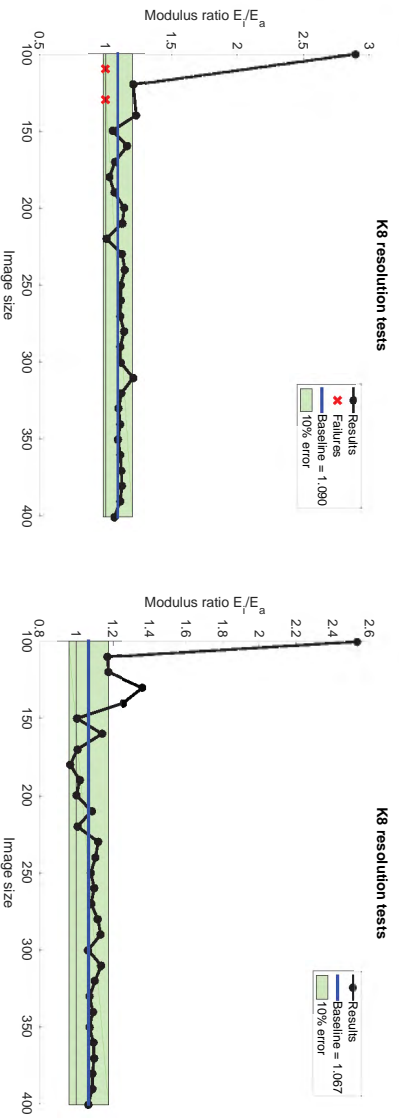 K8 resolution tests
Modulus ratio E_i/E_a
3
2.5
2
1.5
1
0.5
100
150
200
250
300
350
400
Image size
Results
Failures
Baseline = 1.090
10% error
K8 resolution tests
Modulus ratio E_i/E_a
2.6
2.4
2.2
2
1.8
1.6
1.4
1.2
1
0.8
100
150
200
250
300
350
400
Image size
Results
Baseline = 1.067
10% error